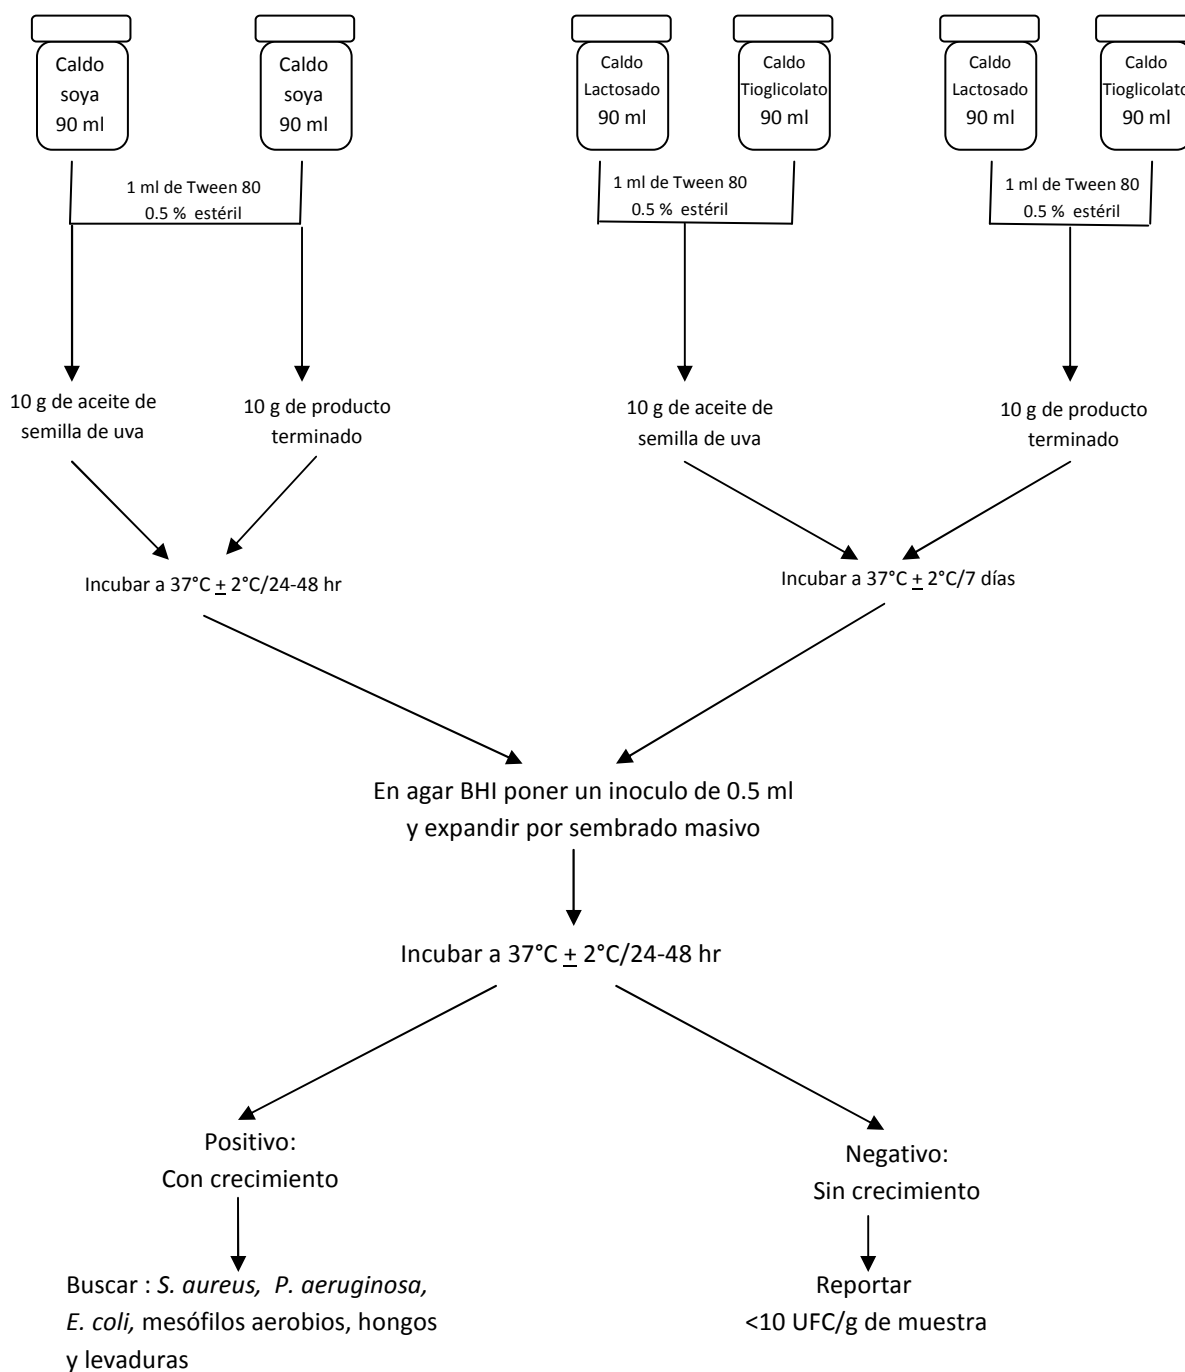 Caldo
soya
90 ml
Caldo
soya
90 ml
Caldo
Lactosado
90 ml
Caldo
Tioglicolato
90 ml
Caldo
Lactosado
90 ml
Caldo
Tioglicolato
90 ml
1 ml de Tween 80
0.5 % estéril
1 ml de Tween 80
0.5 % estéril
1 ml de Tween 80
0.5 % estéril
10 g de aceite de
semilla de uva
10 g de producto
terminado
10 g de aceite de
semilla de uva
10 g de producto
terminado
Incubar a 37°C ± 2°C/24-48 hr
Incubar a 37°C ± 2°C/7 días
En agar BHI poner un inoculo de 0.5 ml
y expandir por sembrado masivo
Incubar a 37°C ± 2°C/24-48 hr
Positivo:
Con crecimiento
Negativo:
Sin crecimiento
Buscar : S. aureus, P. aeruginosa,
E. coli, mesófilos aerobios, hongos
y levaduras
Reportar
<10 UFC/g de muestra